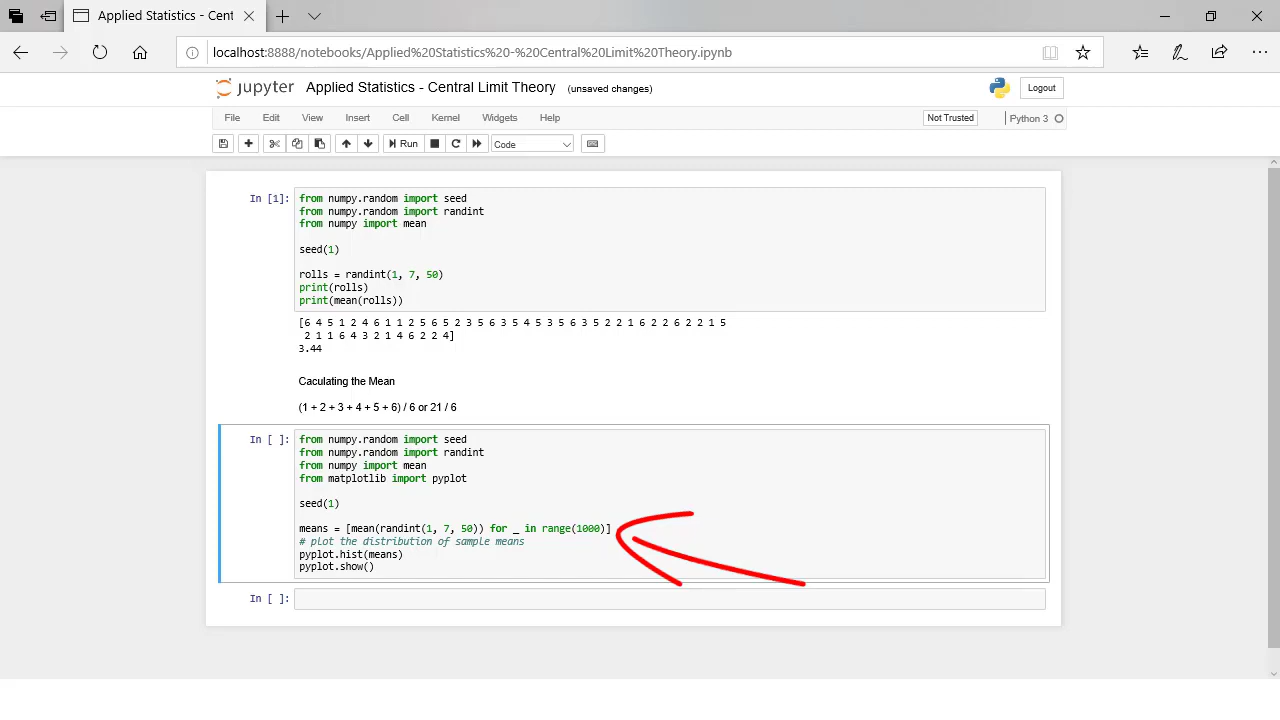 Applied Statistics - Cent
localhost:8888/notebooks/Applied%20Statistics%20-%20Central%20Limit%20Theory.ipynb
jupyter Applied Statistics - Central Limit Theory (unsaved changes) Logout
File Edit View Insert Cell Kernel Widgets Help Not Trusted Python 3
Run Code
In [1]: from numpy.random import seed
from numpy.random import randint
from numpy import mean
seed(1)
rolls = randint(1, 7, 50)
print(rolls)
print(mean(rolls))
[6 4 5 1 2 4 6 1 1 2 5 6 5 2 3 5 6 3 5 4 5 3 5 6 3 5 2 2 1 6 2 2 6 2 2 1 5
2 1 1 6 4 3 2 1 4 6 2 2 4]
3.44
Caculating the Mean
(1 + 2 + 3 + 4 + 5 + 6) / 6 or 21 / 6
In [ ]: from numpy.random import seed
from numpy.random import randint
from numpy import mean
from matplotlib import pyplot
seed(1)
means = [mean(randint(1, 7, 50)) for _ in range(1000)]
# plot the distribution of sample means
pyplot.hist(means)
pyplot.show()
In [ ]: